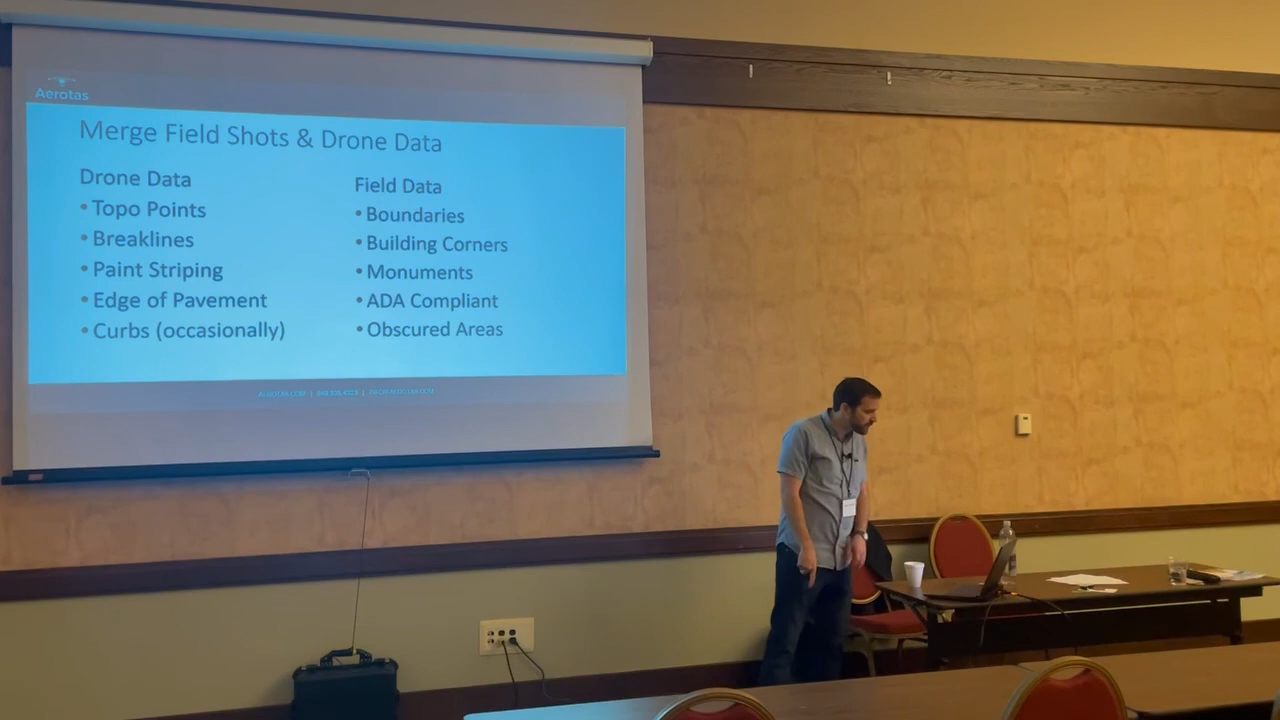 Aerotas
Merge Field Shots & Drone Data
Drone Data
• Topo Points
• Breaklines
• Paint Striping
• Edge of Pavement
• Curbs (occasionally)
Field Data
• Boundaries
• Building Corners
• Monuments
• ADA Compliant
• Obscured Areas